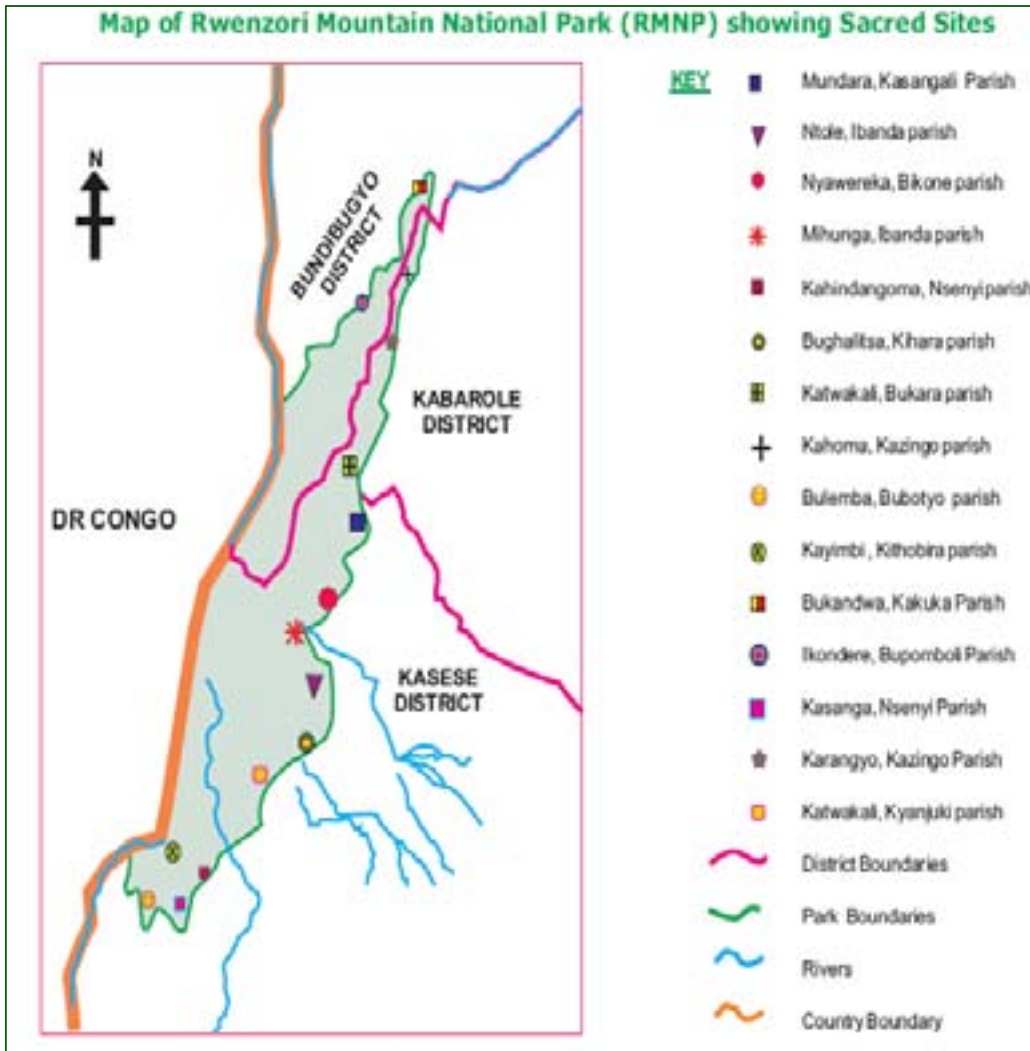 Map of Rwenzori Mountain National Park (RMNP) showing Sacred Sites
N
BUNDIBUGYO
DISTRICT
KABAROLE
DISTRICT
DR CONGO
KASESE
DISTRICT
KEY
Mundara, Kasangali Parish
Ntole, Ibanda parish
Nyawereka, Bikone parish
Mihunga, Ibanda parish
Kahindangoma, Nsenyi parish
Bughalitsa, Kihara parish
Katwakali, Bukara parish
Kahoma, Kazingo parish
Bulemba, Bubotyo parish
Kayimbi , Kithobira parish
Bukandwa, Kakuka Parish
Ikondere, Bupomboli Parish
Kasanga, Nsenyi Parish
Karangyo, Kazingo Parish
Katwakali, Kyanjuki parish
District Boundaries
Park Boundaries
Rivers
Country Boundary